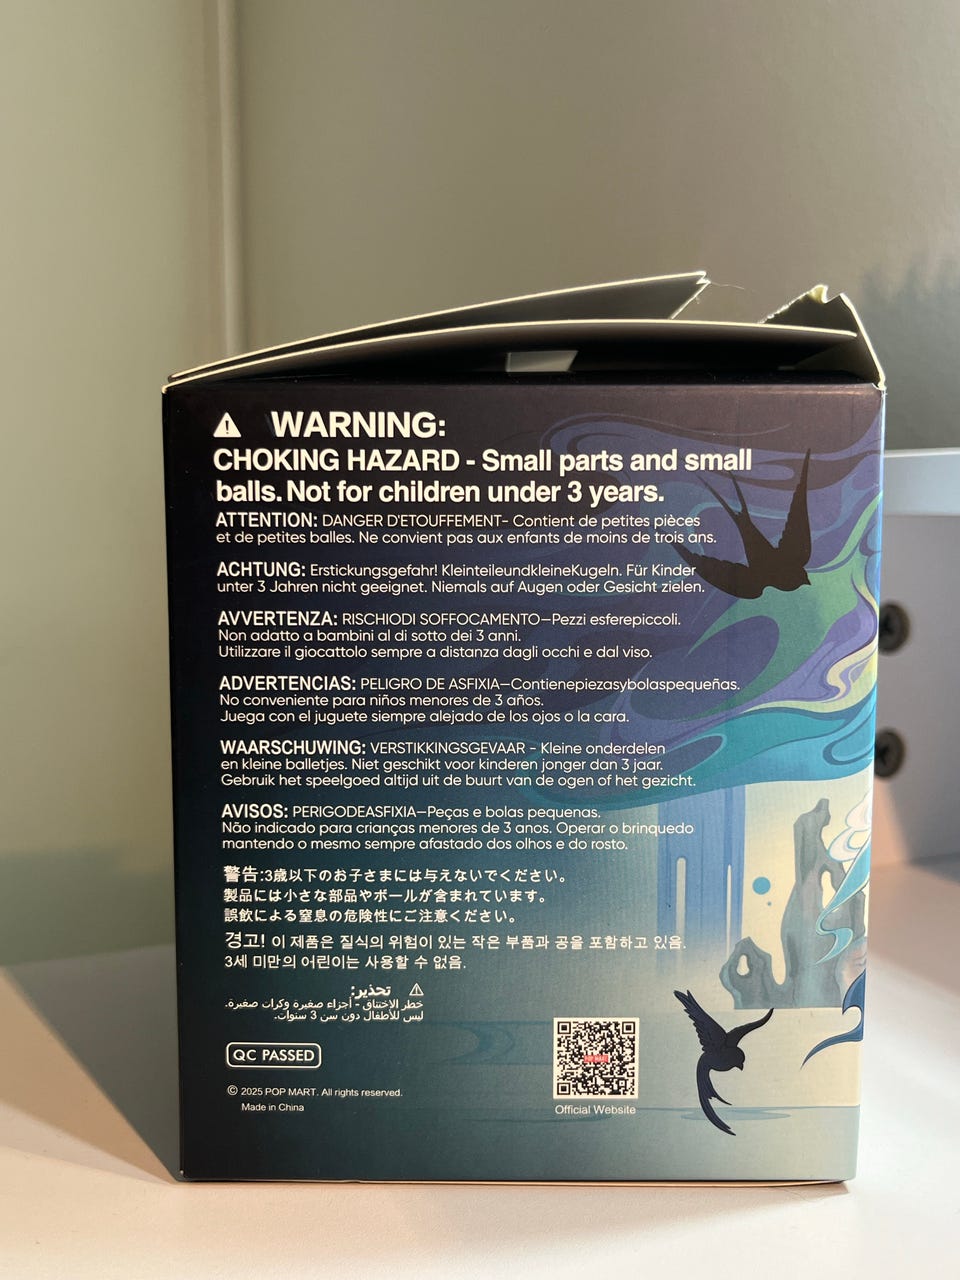 WARNING:
CHOKING HAZARD - Small parts and small
balls. Not for children under 3 years.
ATTENTION: DANGER D'ETOUFFEMENT- Contient de petites pièces
et de petites balles. Ne convient pas aux enfants de moins de trois ans.
ACHTUNG: Erstickungsgefahr! KleinteileundkleineKugeln. Für Kinder
unter 3 Jahren nicht geeignet. Niemals auf Augen oder Gesicht zielen.
AVVERTENZA: RISCHIODI SOFFOCAMENTO—Pezzi esferepiccoli.
Non adatto a bambini al di sotto dei 3 anni.
Utilizzare il giocattolo sempre a distanza dagli occhi e dal viso.
ADVERTENCIAS: PELIGRO DE ASFIXIA—Contienepiezasybolaspequeñas.
No conveniente para niños menores de 3 años.
Juega con el juguete siempre alejado de los ojos o la cara.
WAARSCHUWING: VERSTIKKINGSGEVAAR - Kleine onderdelen
en kleine balletjes. Niet geschikt voor kinderen jonger dan 3 jaar.
Gebruik het speelgoed altijd uit de buurt van de ogen of het gezicht.
AVISOS: PERIGODEASFIXIA—Peças e bolas pequenas.
Não indicado para crianças menores de 3 anos. Operar o brinquedo
mantendo o mesmo sempre afastado dos olhos e do rosto.
警告:3歳以下のお子さまには与えないでください。
製品には小さな部品やボールが含まれています。
誤飲による窒息の危険性にご注意ください。
경고! 이 제품은 질식의 위험이 있는 작은 부품과 공을 포함하고 있음.
3세 미만의 어린이는 사용할 수 없음.
تحذير:
خطر الاختناق - أجزاء صغيرة وكرات صغيرة.
ليس للأطفال دون سن 3 سنوات.
QC PASSED
© 2025 POP MART. All rights reserved.
Made in China
POP MART
Official Website